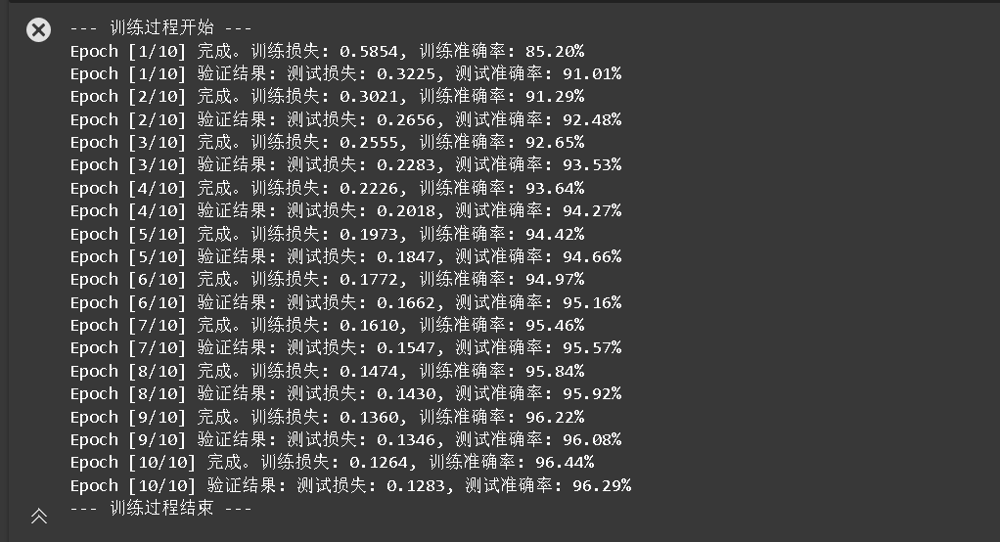 --- 训练过程开始 ---
Epoch [1/10] 完成。训练损失: 0.5854, 训练准确率: 85.20%
Epoch [1/10] 验证结果: 测试损失: 0.3225, 测试准确率: 91.01%
Epoch [2/10] 完成。训练损失: 0.3021, 训练准确率: 91.29%
Epoch [2/10] 验证结果: 测试损失: 0.2656, 测试准确率: 92.48%
Epoch [3/10] 完成。训练损失: 0.2555, 训练准确率: 92.65%
Epoch [3/10] 验证结果: 测试损失: 0.2283, 测试准确率: 93.53%
Epoch [4/10] 完成。训练损失: 0.2226, 训练准确率: 93.64%
Epoch [4/10] 验证结果: 测试损失: 0.2018, 测试准确率: 94.27%
Epoch [5/10] 完成。训练损失: 0.1973, 训练准确率: 94.42%
Epoch [5/10] 验证结果: 测试损失: 0.1847, 测试准确率: 94.66%
Epoch [6/10] 完成。训练损失: 0.1772, 训练准确率: 94.97%
Epoch [6/10] 验证结果: 测试损失: 0.1662, 测试准确率: 95.16%
Epoch [7/10] 完成。训练损失: 0.1610, 训练准确率: 95.46%
Epoch [7/10] 验证结果: 测试损失: 0.1547, 测试准确率: 95.57%
Epoch [8/10] 完成。训练损失: 0.1474, 训练准确率: 95.84%
Epoch [8/10] 验证结果: 测试损失: 0.1430, 测试准确率: 95.92%
Epoch [9/10] 完成。训练损失: 0.1360, 训练准确率: 96.22%
Epoch [9/10] 验证结果: 测试损失: 0.1346, 测试准确率: 96.08%
Epoch [10/10] 完成。训练损失: 0.1264, 训练准确率: 96.44%
Epoch [10/10] 验证结果: 测试损失: 0.1283, 测试准确率: 96.29%
--- 训练过程结束 ---